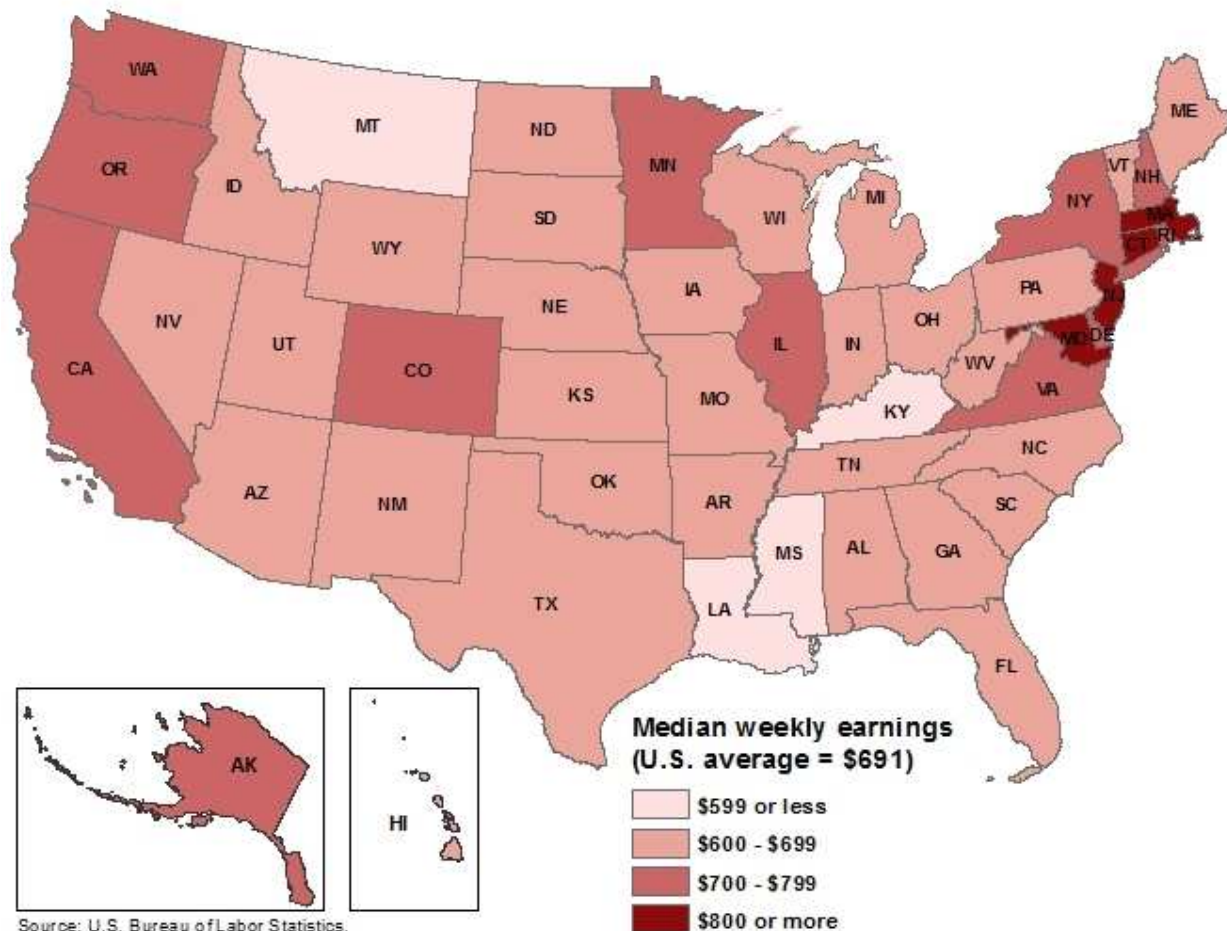 WA
MT
ND
MN
ME
VT
NH
OR
ID
SD
WI
MI
NY
MA
WY
CT
RI
IA
PA
NE
NJ
NV
OH
UT
IL
IN
MD
DE
CA
CO
WV
VA
KS
MO
KY
NC
TN
AZ
NM
OK
AR
SC
MS
AL
GA
TX
LA
FL
AK
HI
Median weekly earnings
(U.S. average = $691)
$599 or less
$600 - $699
$700 - $799
$800 or more
Source: U.S. Bureau of Labor Statistics.